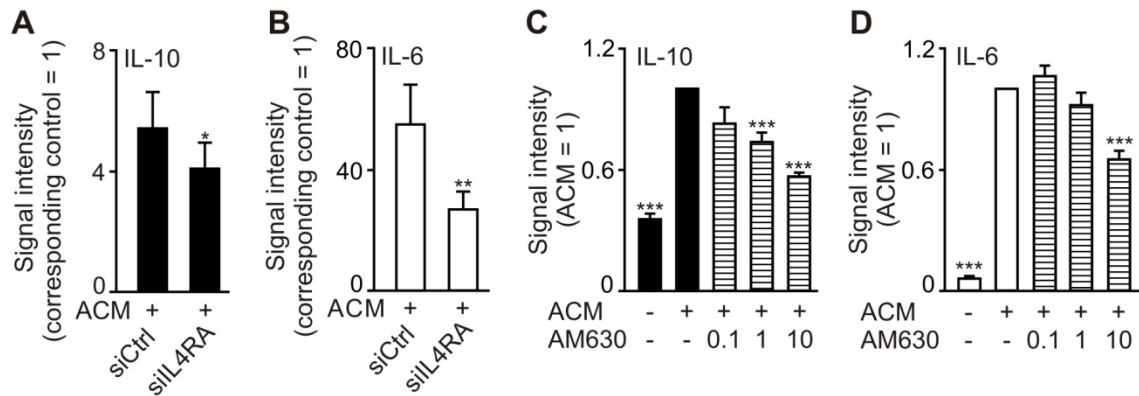 A
Signal intensity
(corresponding control = 1)
8
4
0
IL-10
*
ACM + +
siCtrl
siIL4RA
B
Signal intensity
(corresponding control = 1)
80
40
0
IL-6
**
ACM + +
siCtrl
siIL4RA
C
Signal intensity
(ACM = 1)
1.2
0.6
0
IL-10
***
***
***
ACM - + + + +
AM630 - - 0.1 1 10
D
Signal intensity
(ACM = 1)
1.2
0.6
0
IL-6
***
***
ACM - + + + +
AM630 - - 0.1 1 10